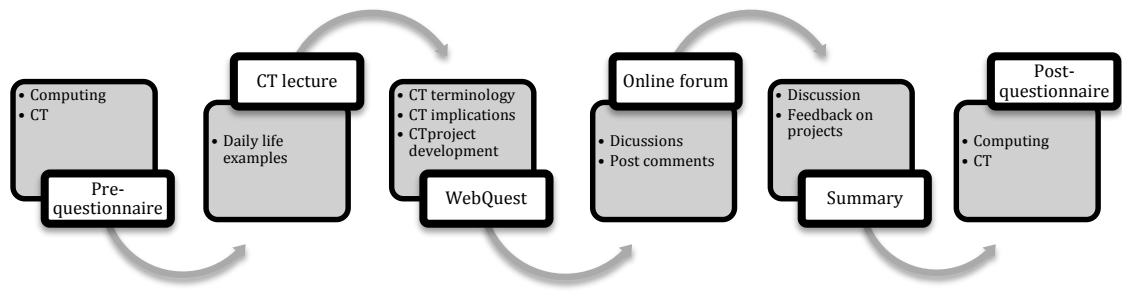 • Computing
• CT
Pre-
questionnaire
CT lecture
• Daily life
examples
• CT terminology
• CT implications
• CTproject
development
WebQuest
Online forum
• Dicussions
• Post comments
• Discussion
• Feedback on
projects
Summary
Post-
questionnaire
• Computing
• CT